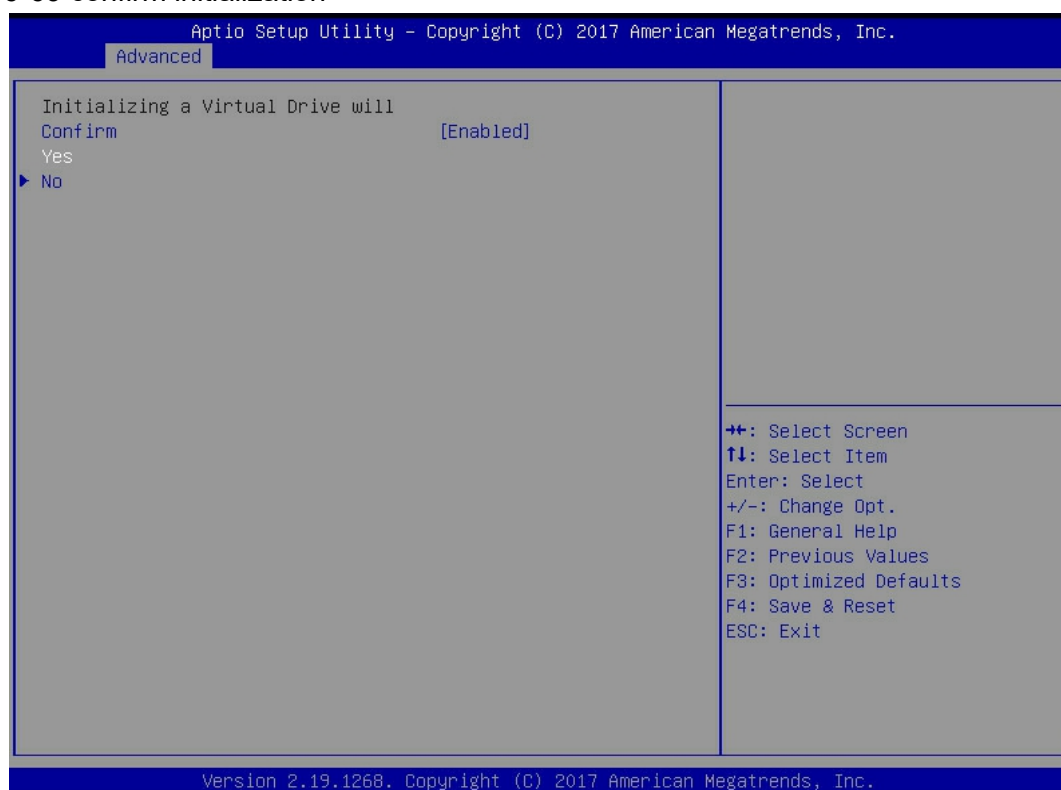 confirm initialization
Aptio Setup Utility – Copyright (C) 2017 American Megatrends, Inc.
Advanced
Initializing a Virtual Drive will
Confirm [Enabled]
Yes
▶ No
→←: Select Screen
↑↓: Select Item
Enter: Select
+/-: Change Opt.
F1: General Help
F2: Previous Values
F3: Optimized Defaults
F4: Save & Reset
ESC: Exit
Version 2.19.1268. Copyright (C) 2017 American Megatrends, Inc.